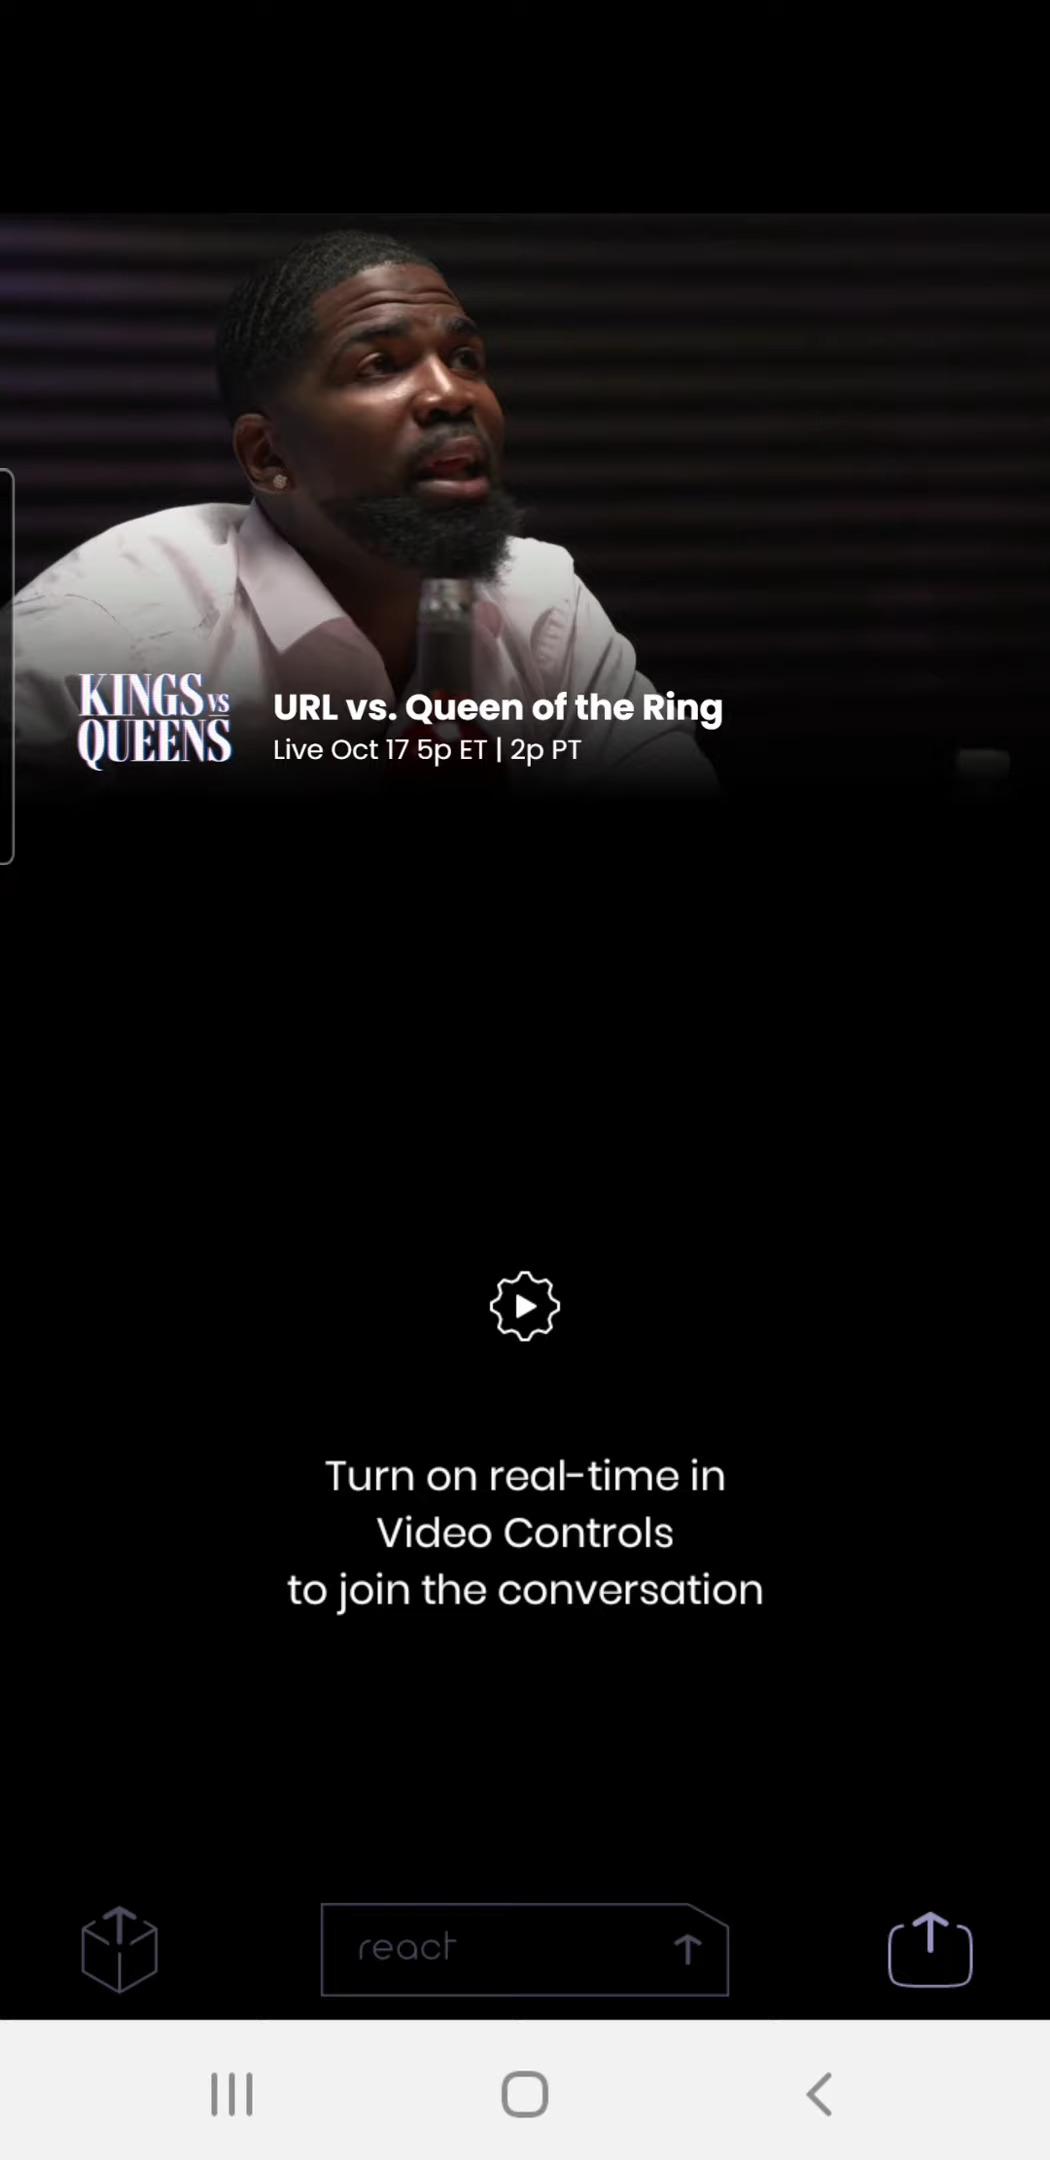 KINGS VS
QUEENS
URL vs. Queen of the Ring
Live Oct 17 5p ET | 2p PT
Turn on real-time in
Video Controls
to join the conversation
react